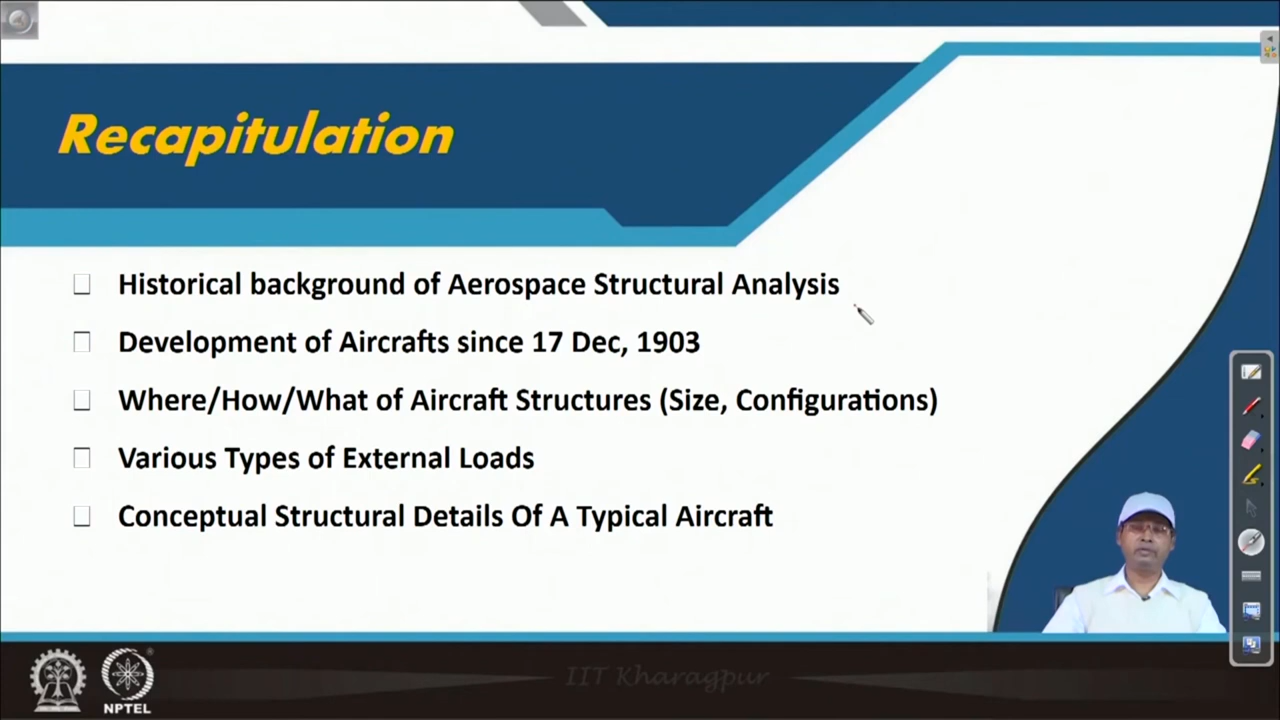 Recapitulation
Historical background of Aerospace Structural Analysis
Development of Aircrafts since 17 Dec, 1903
Where/How/What of Aircraft Structures (Size, Configurations)
Various Types of External Loads
Conceptual Structural Details Of A Typical Aircraft
IIT Kharagpur
NPTEL